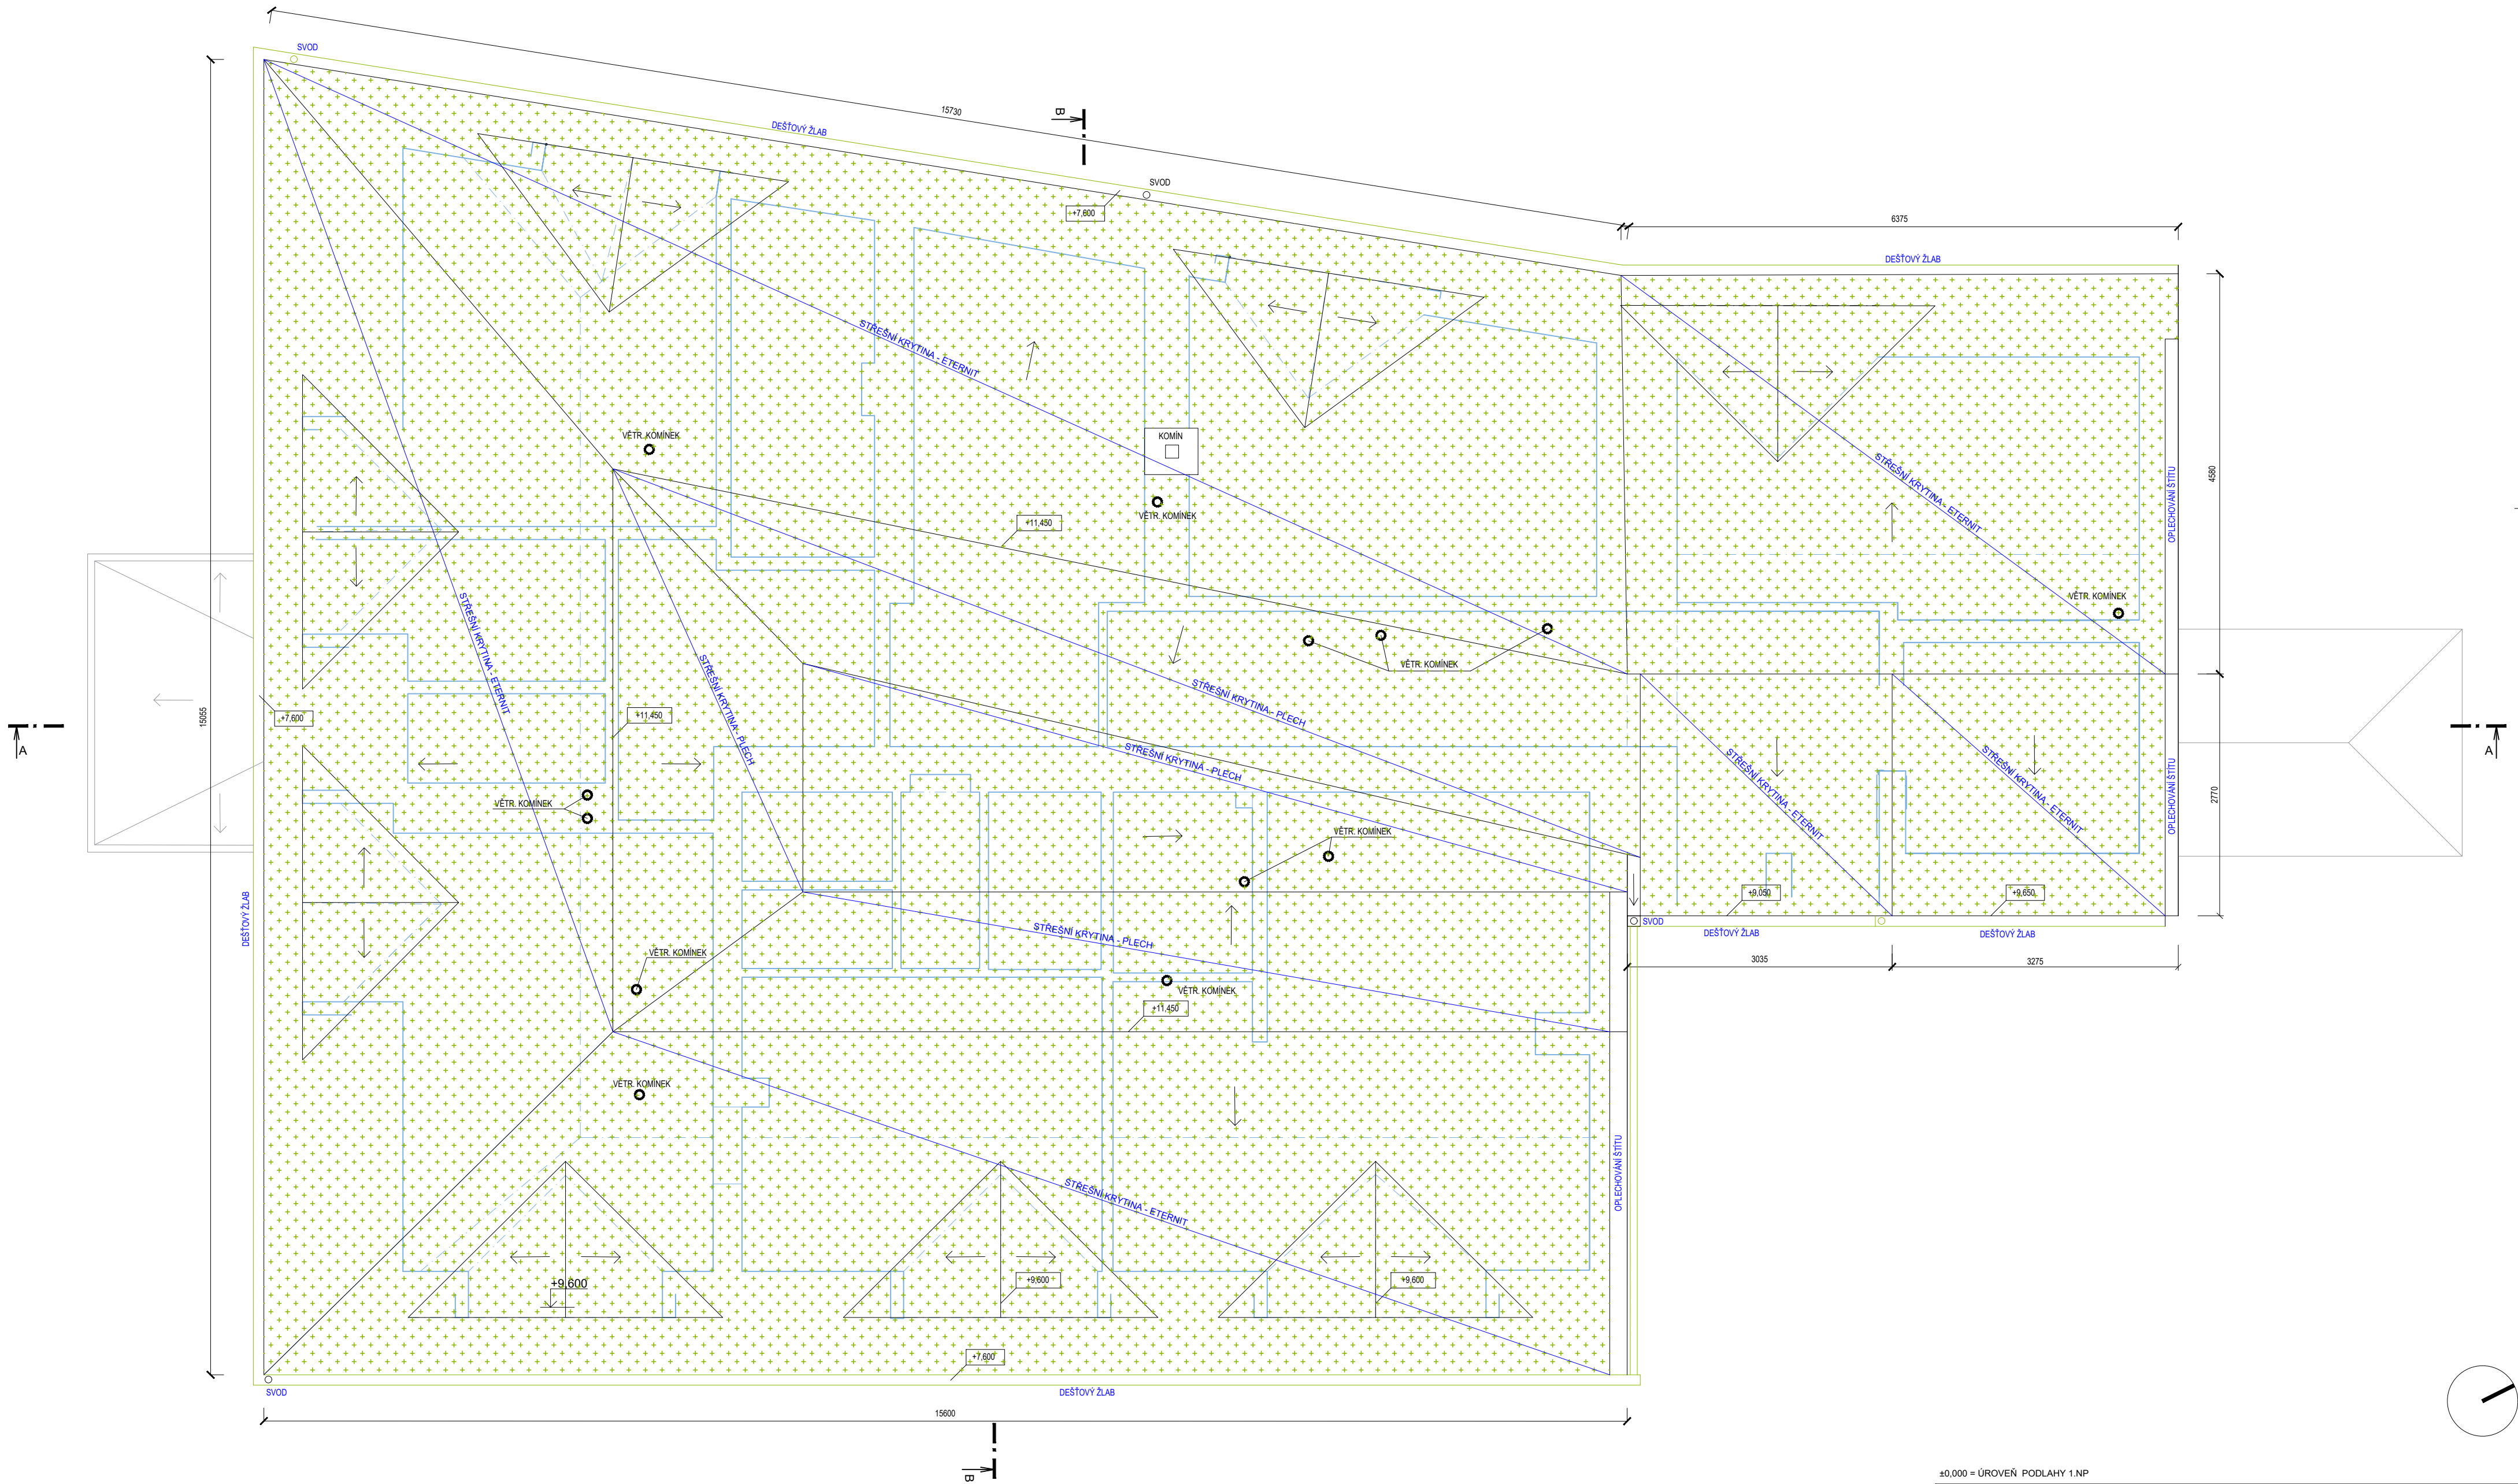 SVOD
15730
B
DEŠŤOVÝ ŽLAB
SVOD
+7,600
6375
DEŠŤOVÝ ŽLAB
STŘEŠNÍ KRYTINA - ETERNIT
VĚTR. KOMÍNEK
KOMÍN
VĚTR. KOMÍNEK
+11,450
STŘEŠNÍ KRYTINA - ETERNIT
OPLECHOVÁNÍ ŠTÍTU
4580
VĚTR. KOMÍNEK
STŘEŠNÍ KRYTINA - ETERNIT
STŘEŠNÍ KRYTINA - PLECH
VĚTR. KOMÍNEK
STŘEŠNÍ KRYTINA - PLECH
15055
+7,600
+11,450
A
A
STŘEŠNÍ KRYTINA - PLECH
STŘEŠNÍ KRYTINA - ETERNIT
STŘEŠNÍ KRYTINA - ETERNIT
OPLECHOVÁNÍ ŠTÍTU
2770
VĚTR. KOMÍNEK
VĚTR. KOMÍNEK
+9,050
+9,650
DEŠŤOVÝ ŽLAB
SVOD
DEŠŤOVÝ ŽLAB
DEŠŤOVÝ ŽLAB
STŘEŠNÍ KRYTINA - PLECH
VĚTR. KOMÍNEK
3035
3275
VĚTR. KOMÍNEK
+11,450
VĚTR. KOMÍNEK
STŘEŠNÍ KRYTINA - ETERNIT
OPLECHOVÁNÍ ŠTÍTU
+9,600
+9,600
+9,600
+7,600
SVOD
DEŠŤOVÝ ŽLAB
15600
B
±0,000 = ÚROVEŇ PODLAHY 1.NP